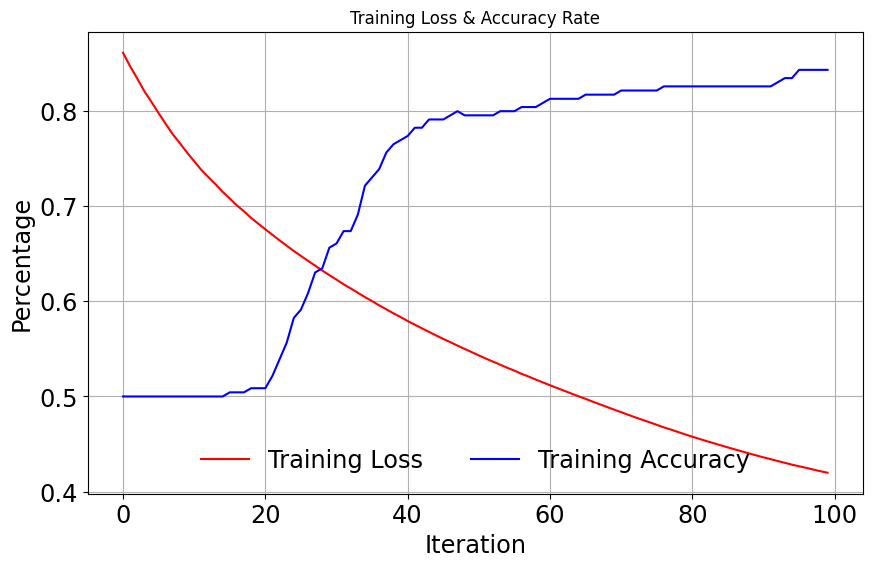 Training Loss & Accuracy Rate
Percentage
0.8
0.7
0.6
0.5
0.4
Training Loss Training Accuracy
0 20 40 60 80 100
Iteration